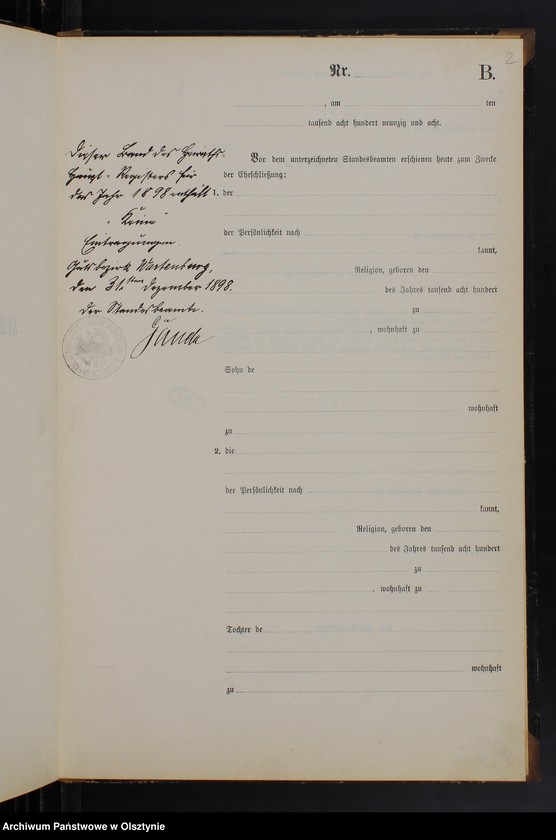 2
Nr.
B.
, am
ten
tausend acht hundert neunzig und acht.
Dieser Band des Heiraths-
Haupt-Registers für
das Jahr 1898 enthält
"Keine"
Eintragungen.
Gutsbezirk Wartenburg,
den 31.ten Dezember 1898.
Der Standesbeamte.
Vor dem unterzeichneten Standesbeamten erschienen heute zum Zwecke
der Eheschließung:
1. der
der Persönlichkeit nach
kannt,
Religion, geboren den
des Jahres tausend acht hundert
zu
, wohnhaft zu
Sohn de
wohnhaft
zu
2. die
der Persönlichkeit nach
kannt,
Religion, geboren den
des Jahres tausend acht hundert
zu
, wohnhaft zu
Tochter de
wohnhaft
zu
Archiwum Państwowe w Olsztynie